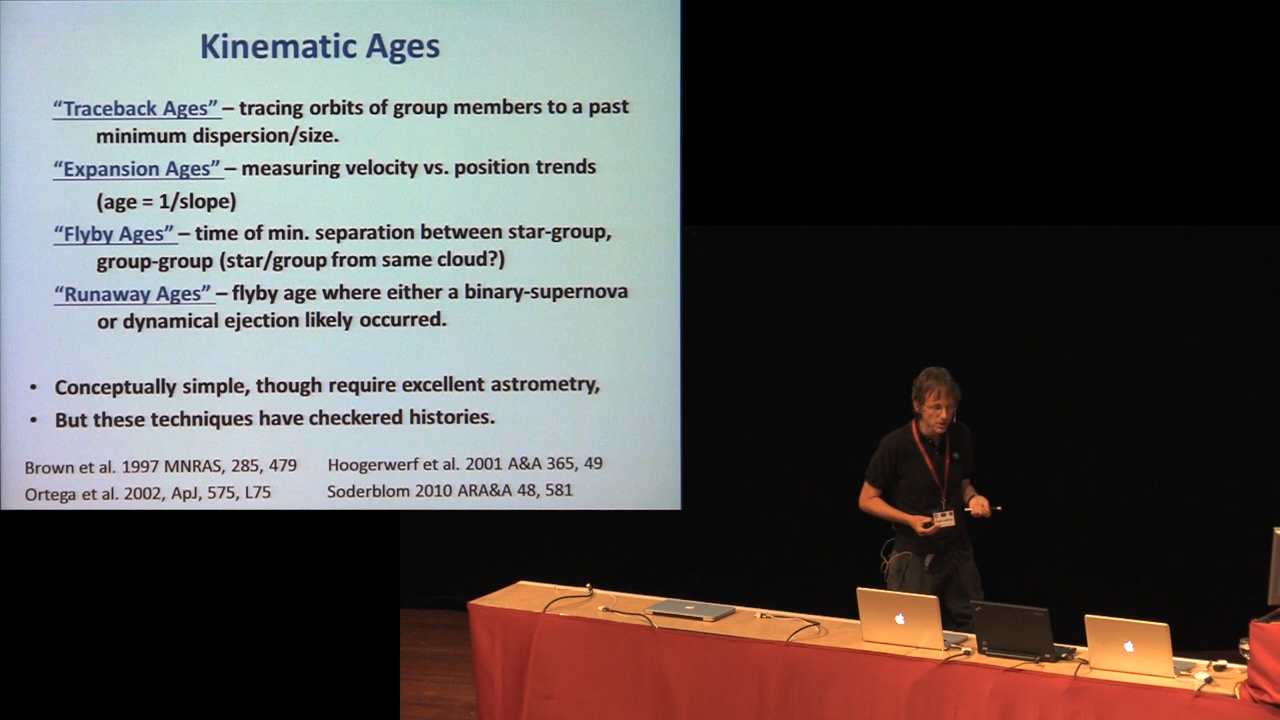 Kinematic Ages
“Traceback Ages” – tracing orbits of group members to a past
minimum dispersion/size.
“Expansion Ages” – measuring velocity vs. position trends
(age = 1/slope)
“Flyby Ages” – time of min. separation between star-group,
group-group (star/group from same cloud?)
“Runaway Ages” – flyby age where either a binary-supernova
or dynamical ejection likely occurred.
• Conceptually simple, though require excellent astrometry,
• But these techniques have checkered histories.
Brown et al. 1997 MNRAS, 285, 479 Hoogerwerf et al. 2001 A&A 365, 49
Ortega et al. 2002, ApJ, 575, L75 Soderblom 2010 ARA&A 48, 581